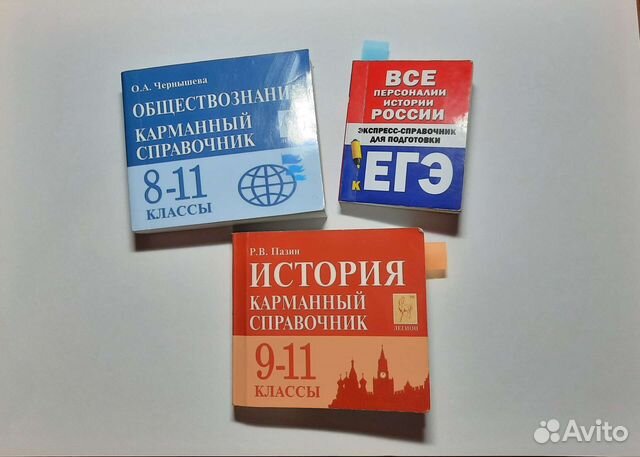 О.А. Чернышева
ОБЩЕСТВОЗНАНИ
КАРМАННЫЙ
СПРАВОЧНИК
8-11
КЛАССЫ
ВСЕ
ПЕРСОНАЛИИ
ИСТОРИИ
РОССИИ
ЭКСПРЕСС-СПРАВОЧНИК
ДЛЯ ПОДГОТОВКИ
К ЕГЭ
Р.В. Пазин
ИСТОРИЯ
КАРМАННЫЙ
СПРАВОЧНИК
ЛЕГИОН
9-11
КЛАССЫ
Avito